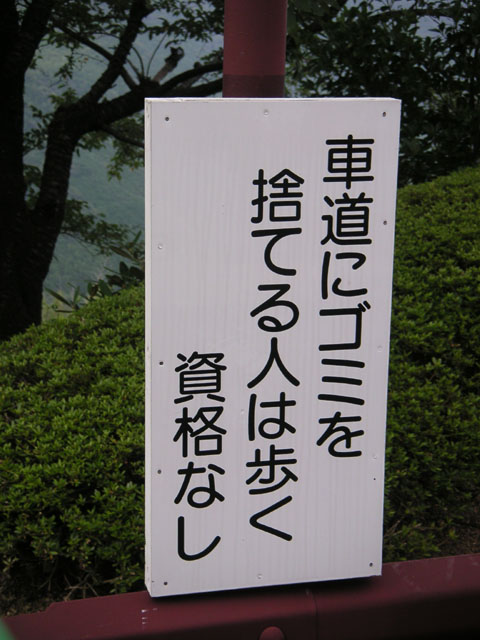 車道にゴミを
捨てる人は歩く
資格なし